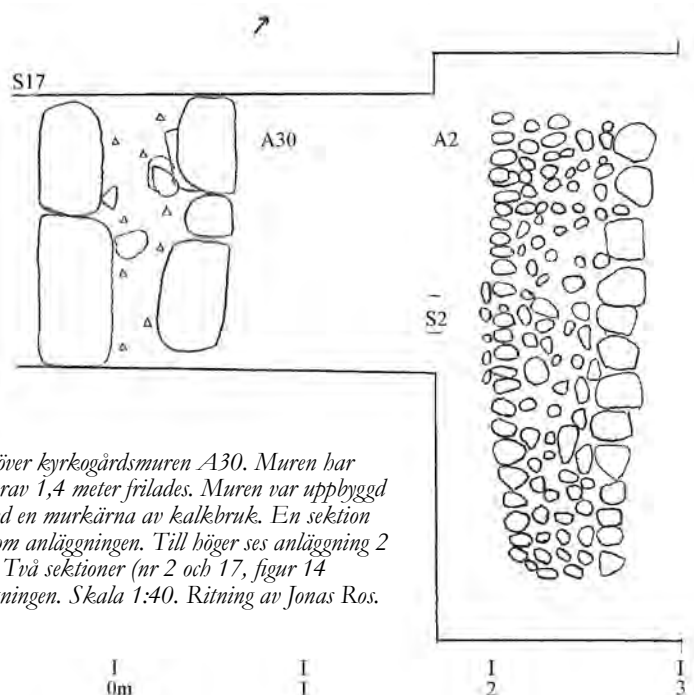 S17
A30
A2
S2
över kyrkogårdsmuren A30. Muren har
rav 1,4 meter frilades. Muren var uppbyggd
d en murkärna av kalkbruk. En sektion
om anläggningen. Till höger ses anläggning 2
Två sektioner (nr 2 och 17, figur 14
ningen. Skala 1:40. Ritning av Jonas Ros.
0m 1 2 3